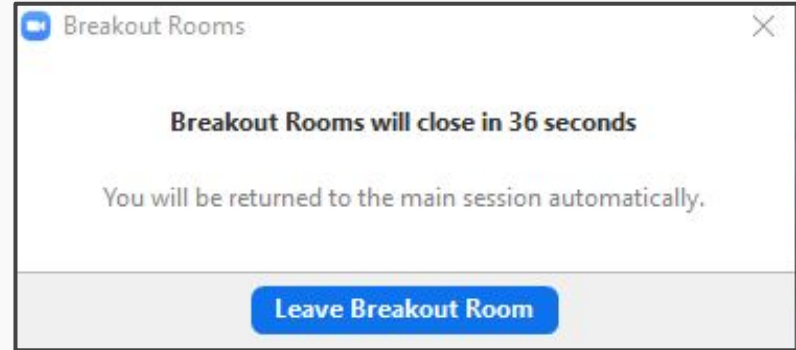 Breakout Rooms
Breakout Rooms will close in 36 seconds
You will be returned to the main session automatically.
Leave Breakout Room